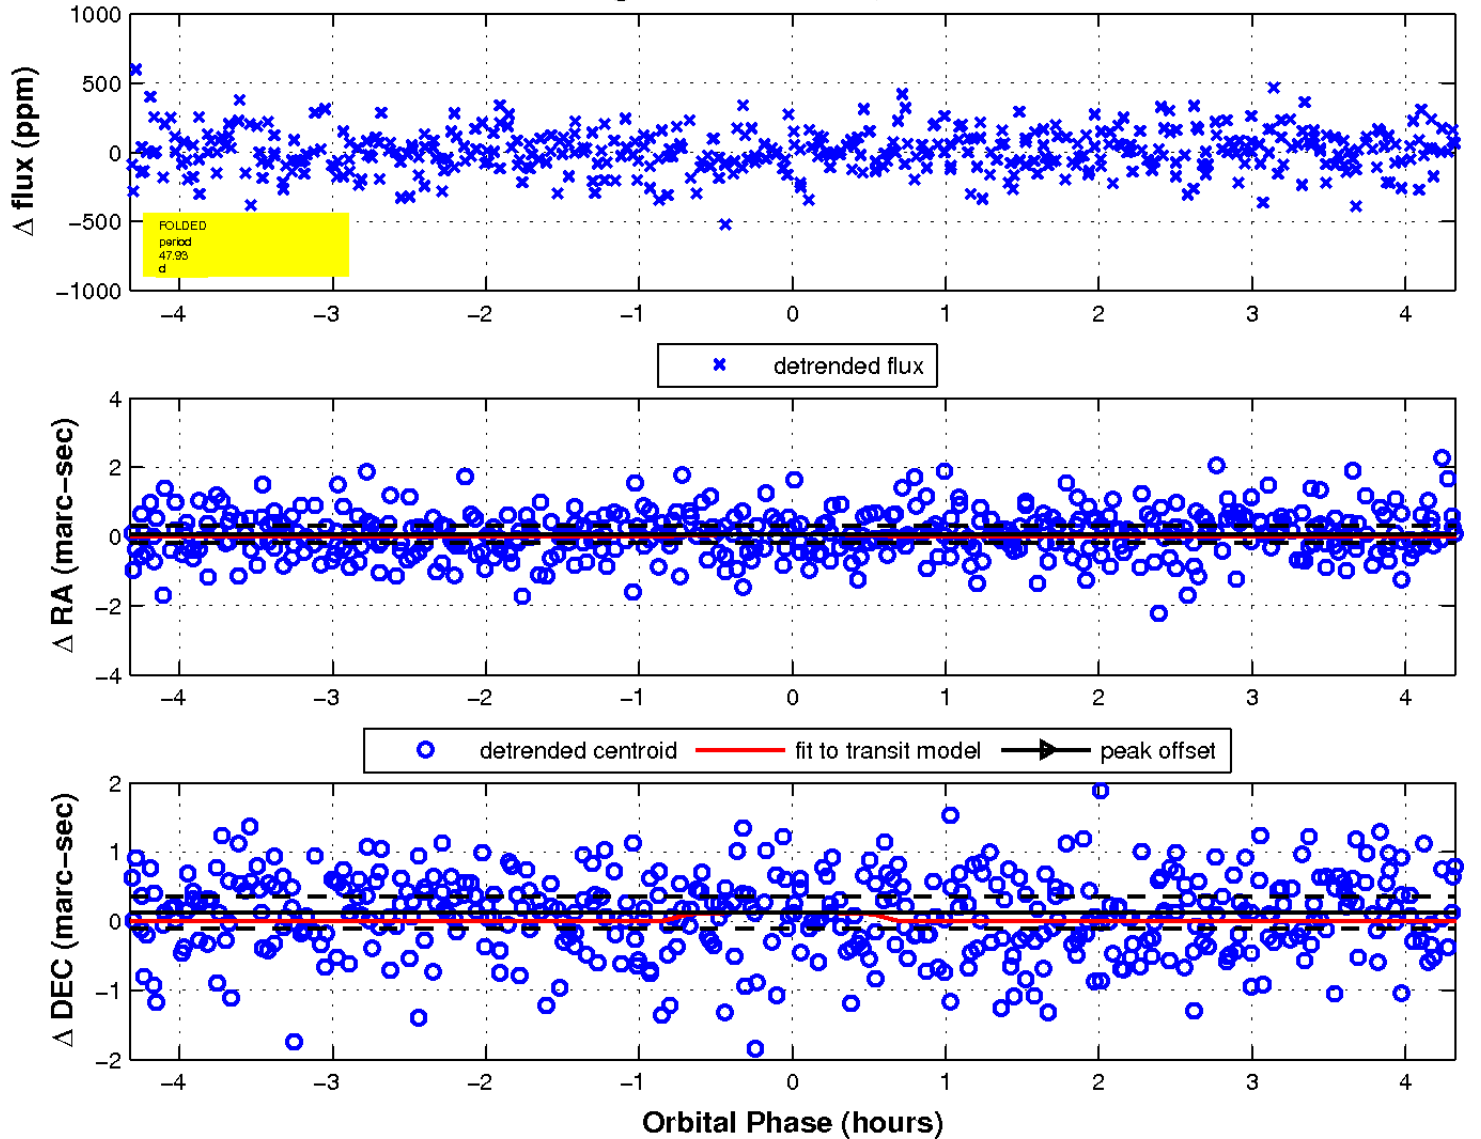 1000
500
0
−500
−1000
Δ flux (ppm)
FOLDED
period
47.93
d
−4 −3 −2 −1 0 1 2 3 4
detrended flux
4
2
0
−2
−4
Δ RA (marc−sec)
−4 −3 −2 −1 0 1 2 3 4
detrended centroid fit to transit model peak offset
2
1
0
−1
−2
Δ DEC (marc−sec)
−4 −3 −2 −1 0 1 2 3 4
Orbital Phase (hours)